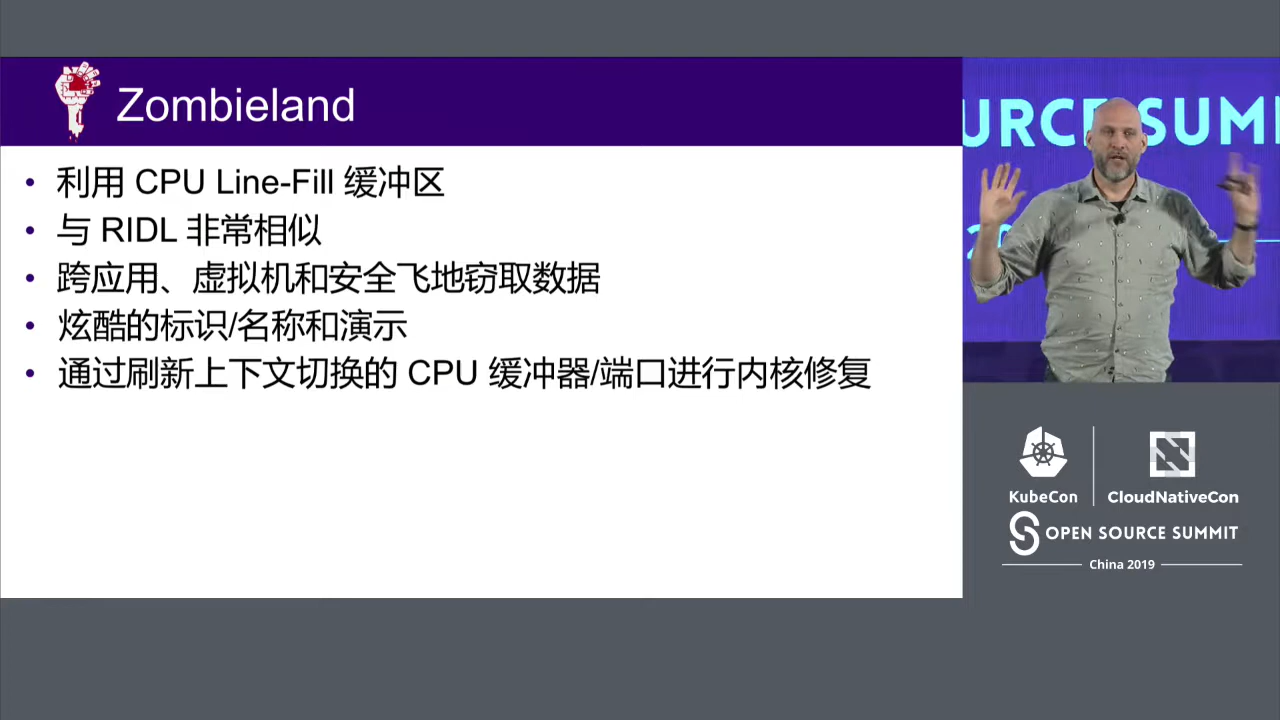 Zombieland
• 利用 CPU Line-Fill 缓冲区
• 与 RIDL 非常相似
• 跨应用、虚拟机和安全飞地窃取数据
• 炫酷的标识/名称和演示
• 通过刷新上下文切换的 CPU 缓冲器/端口进行内核修复
URCE SUM
20
KubeCon
CloudNativeCon
OPEN SOURCE SUMMIT
China 2019